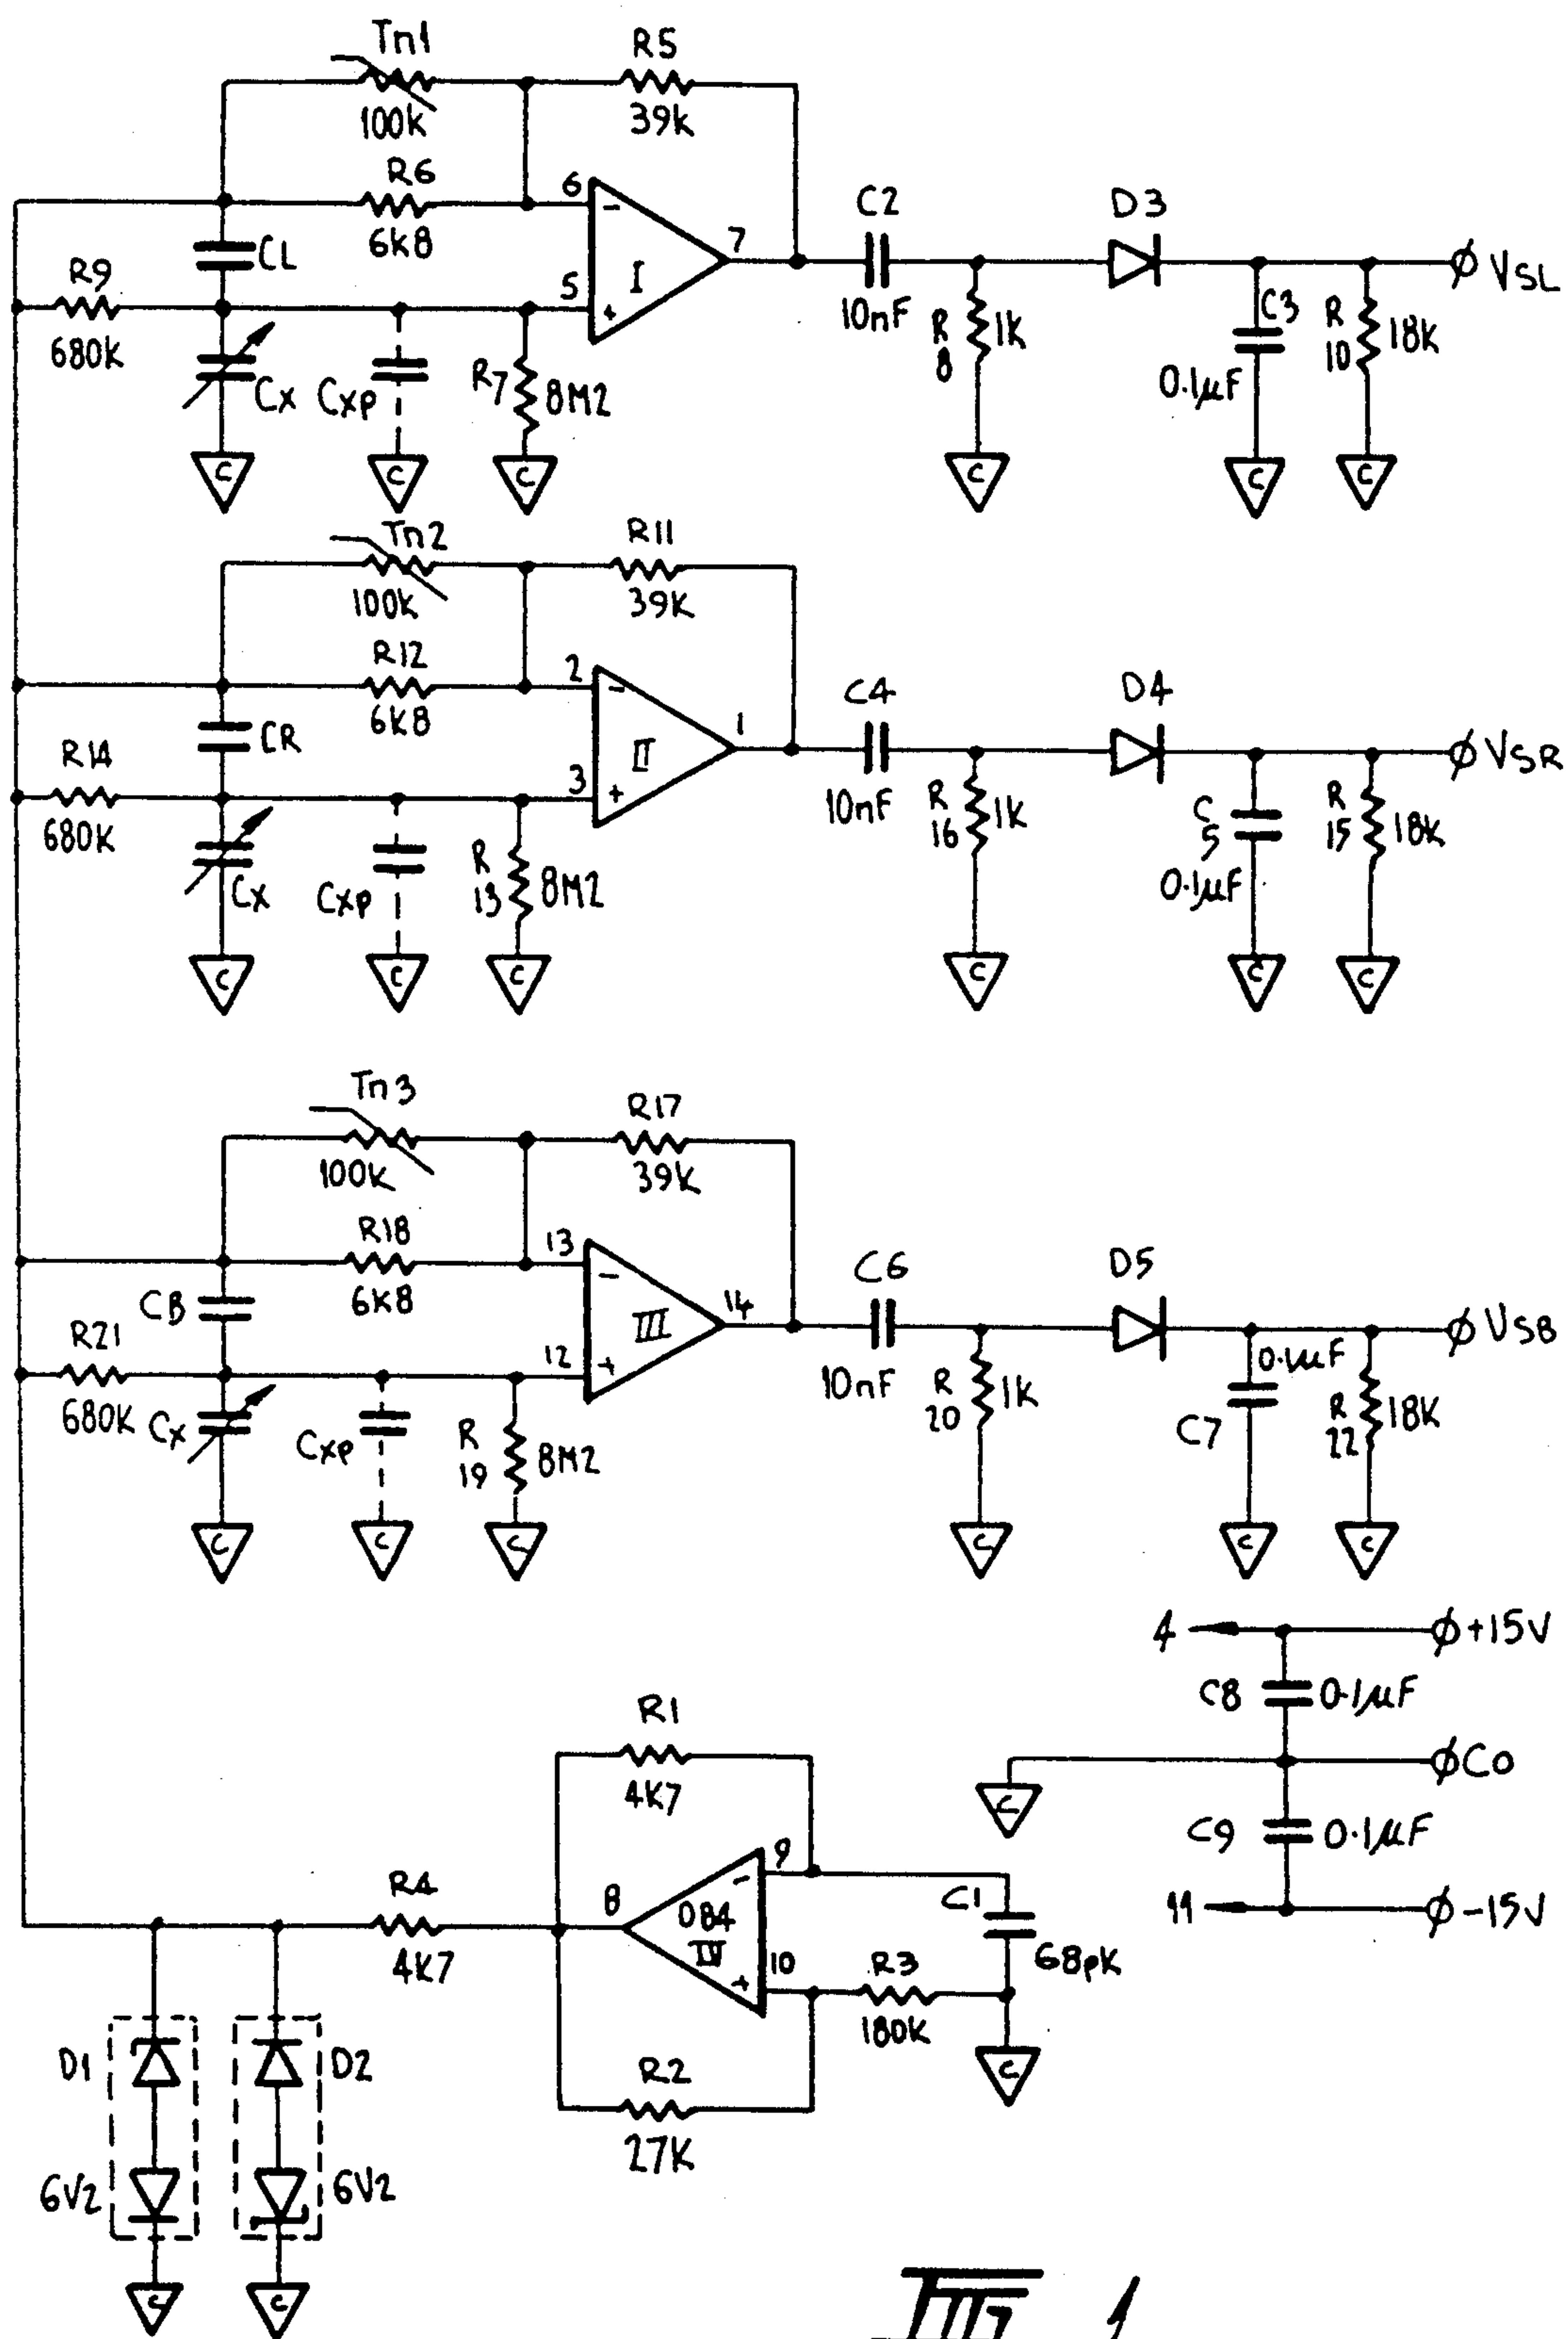 Tn1
R5
100k
39k
R6
6
-
6k8
CL
I
7
C2
D3
VSL
R9
5
+
10nF
R
8
1k
C3
R
10
18k
680k
Cx
Cxp
R7
8M2
0.1µF
C
C
C
C
C
C
Tn2
R11
100k
39k
R12
2
-
6k8
CR
II
1
C4
D4
VSR
R14
3
+
10nF
R
16
1k
C
5
R
15
18k
680k
Cx
Cxp
R
13
8M2
0.1µF
C
C
C
C
C
C
Tn3
R17
100k
39k
R18
13
-
6k8
CB
III
14
C6
D5
VSB
R21
12
+
10nF
R
20
1k
0.1µF
C7
R
22
18k
680k
Cx
Cxp
R
19
8M2
C
C
C
C
C
C
4
+15V
C8
0.1µF
R1
Co
4k7
C
C9
0.1µF
9
-
C1
11
-15V
R4
8
084
IV
4k7
10
+
R3
68pK
180k
D1
D2
R2
C
27k
6V2
6V2
C
C
Fig 1